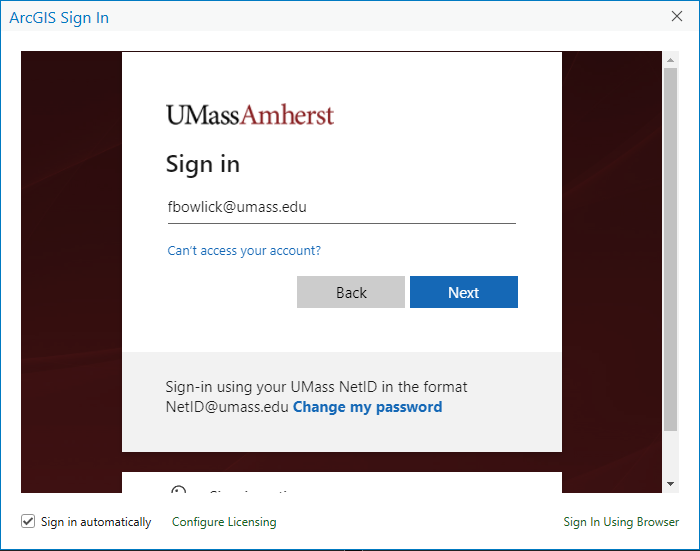 ArcGIS Sign In
UMassAmherst
Sign in
fbowlick@umass.edu
Can't access your account?
Back
Next
Sign-in using your UMass NetID in the format
NetID@umass.edu Change my password
Sign in automatically
Configure Licensing
Sign In Using Browser